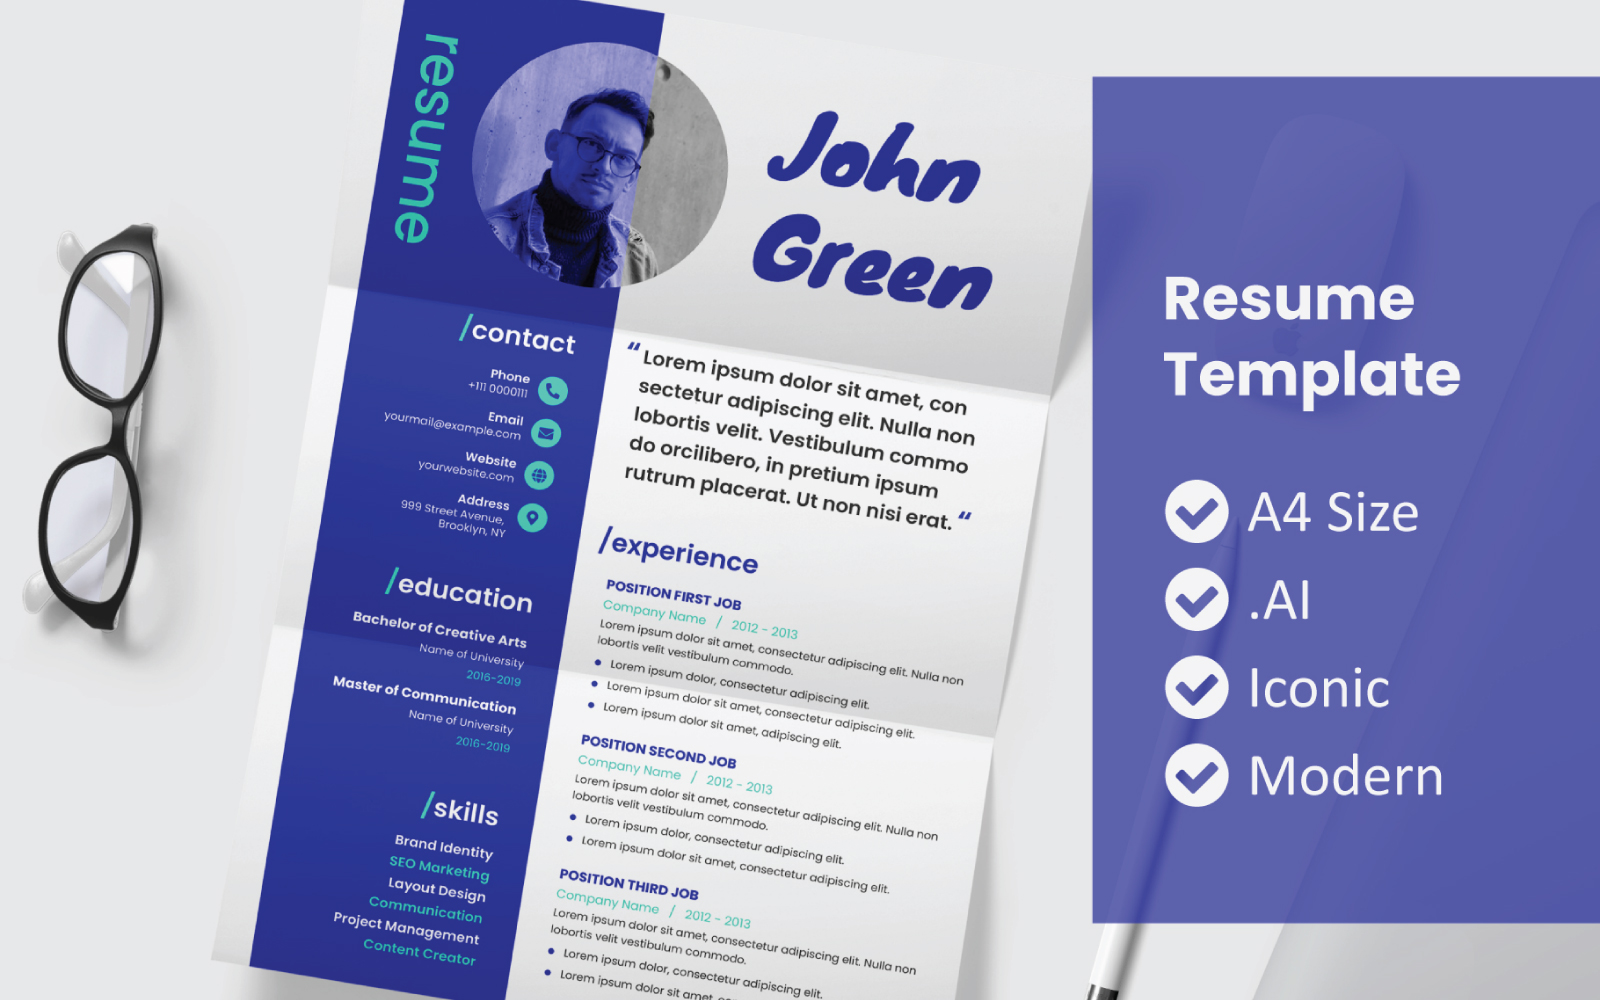 resume
John
Green
/contact
Phone
+111 0000111
Email
yourmail@example.com
Website
yourwebsite.com
Address
999 Street Avenue,
Brooklyn, NY
/education
Bachelor of Creative Arts
Name of University
2016-2019
Master of Communication
Name of University
2016-2019
/skills
Brand Identity
SEO Marketing
Layout Design
Communication
Project Management
Content Creator
“ Lorem ipsum dolor sit amet, con
sectetur adipiscing elit. Nulla non
lobortis velit. Vestibulum commo
do orcilibero, in pretium ipsum
rutrum placerat. Ut non nisi erat. “
/experience
POSITION FIRST JOB
Company Name / 2012 - 2013
Lorem ipsum dolor sit amet, consectetur adipiscing elit. Nulla non
lobortis velit vestibulum commodo.
• Lorem ipsum dolor, consectetur adipiscing elit.
• Lorem ipsum dolor sit amet, consectetur adipiscing elit.
• Lorem ipsum dolor sit amet, adipiscing elit.
POSITION SECOND JOB
Company Name / 2012 - 2013
Lorem ipsum dolor sit amet, consectetur adipiscing elit. Nulla non
lobortis velit vestibulum commodo.
• Lorem ipsum dolor, consectetur adipiscing elit.
• Lorem ipsum dolor sit amet, consectetur adipiscing elit.
POSITION THIRD JOB
Company Name / 2012 - 2013
Lorem ipsum dolor sit amet, consectetur adipiscing elit. Nulla non
lobortis velit vestibulum commodo.
• Lorem ipsum dolor, consectetur adipiscing elit.
• Lorem ipsum dolor sit amet, consectetur adipiscing elit.
Resume
Template
A4 Size
.AI
Iconic
Modern